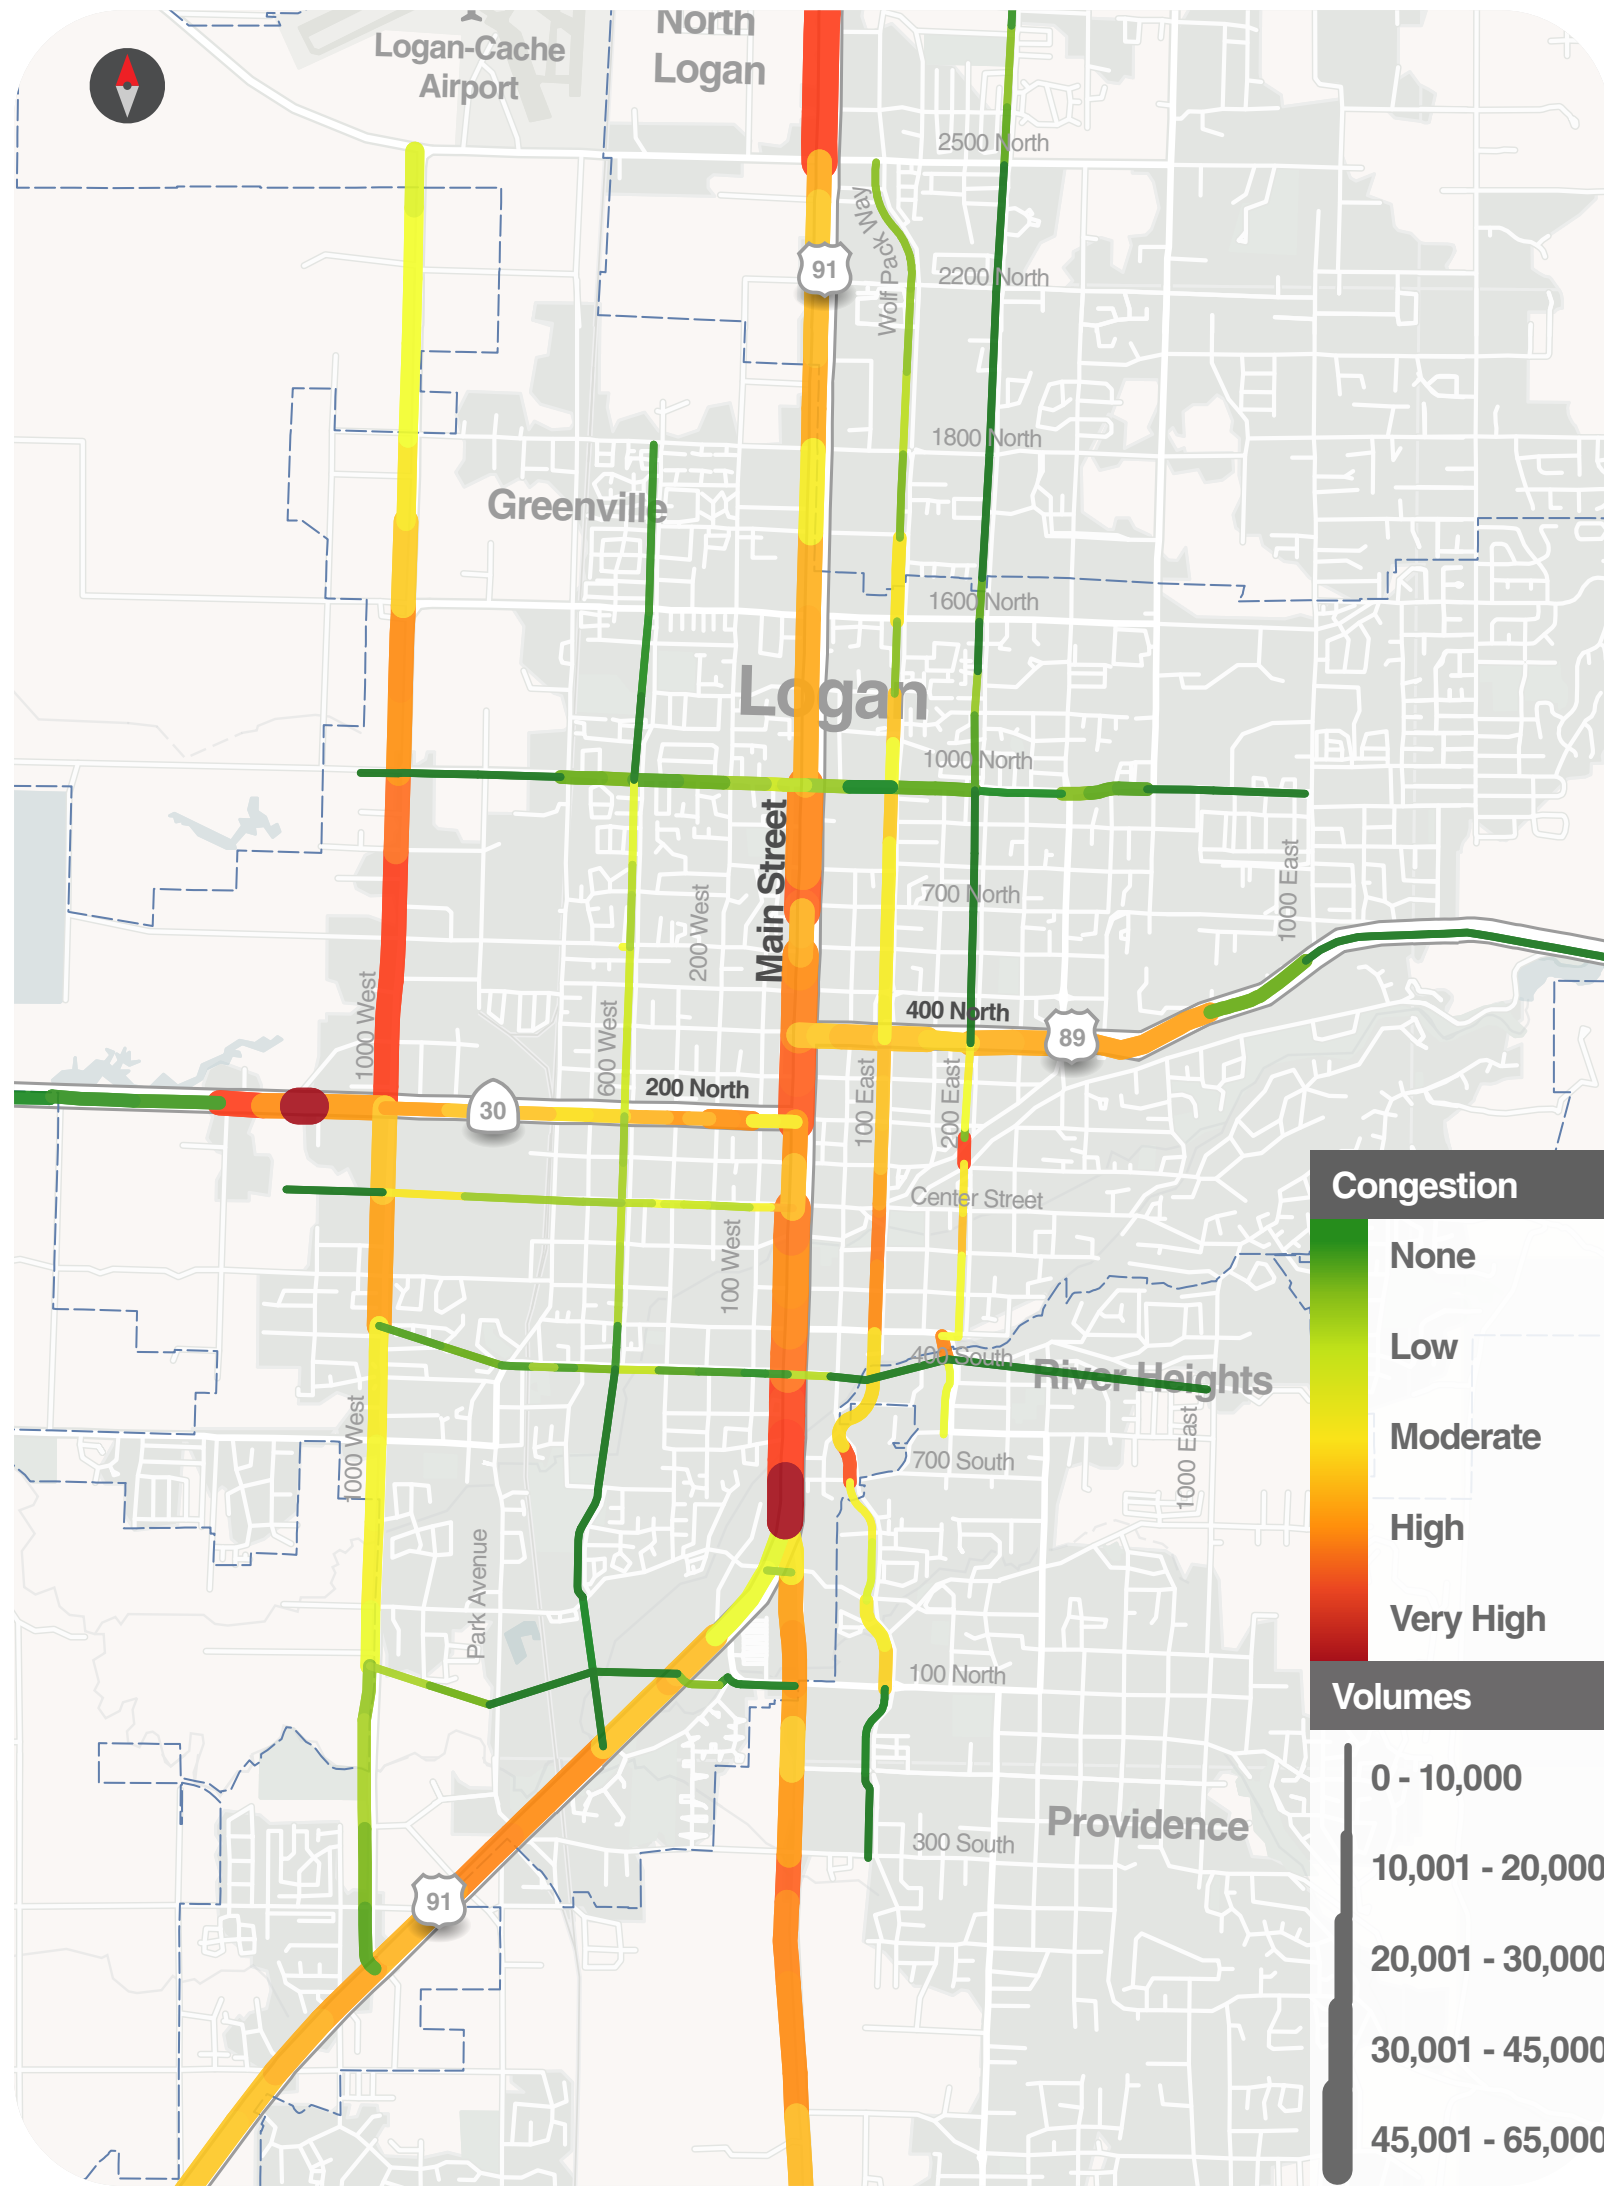 North
Logan
Logan-Cache
Airport
2500 North
Wolf Pack Way
91
2200 North
1800 North
Greenville
1600 North
Logan
1000 North
Main Street
700 North
200 West
1000 East
1000 West
600 West
400 North
89
200 North
30
100 East
200 East
Center Street
100 West
400 South
River Heights
1000 West
1000 East
700 South
Park Avenue
100 North
Providence
300 South
91
Congestion
None
Low
Moderate
High
Very High
Volumes
0 - 10,000
10,001 - 20,000
20,001 - 30,000
30,001 - 45,000
45,001 - 65,000